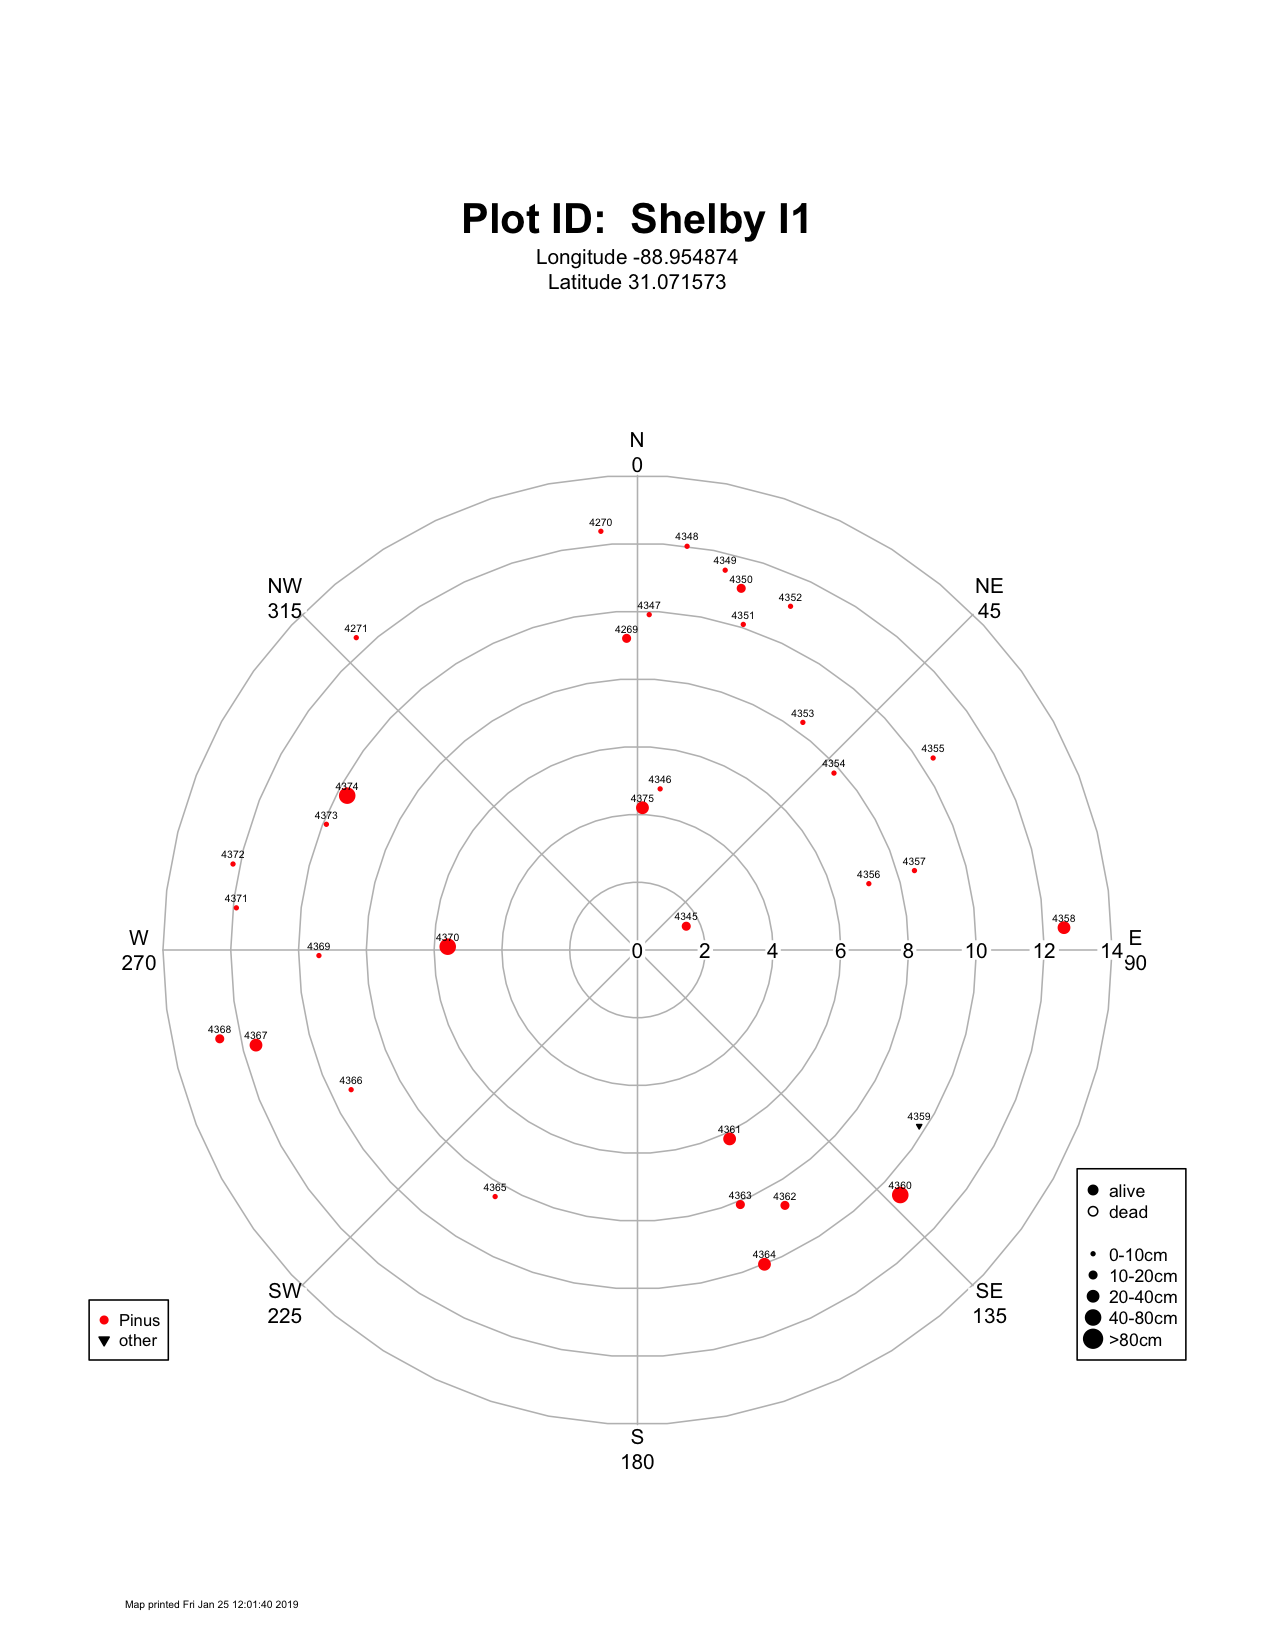 Plot ID:  Shelby I1
Longitude -88.954874
Latitude 31.071573
N
0
4270
4348
4349
4350
NW
315
NE
45
4352
4347
4351
4271
4269
4353
4355
4354
4346
4374
4375
4373
4372
4357
4356
4371
4345
4358
W
270
4370
4369
0 2 4 6 8 10 12 14
E
90
4368
4367
4366
4359
4361
4365
4360
4363
4362
4364
alive
dead
0-10cm
10-20cm
20-40cm
40-80cm
>80cm
SW
225
SE
135
Pinus
other
S
180
Map printed Fri Jan 25 12:01:40 2019